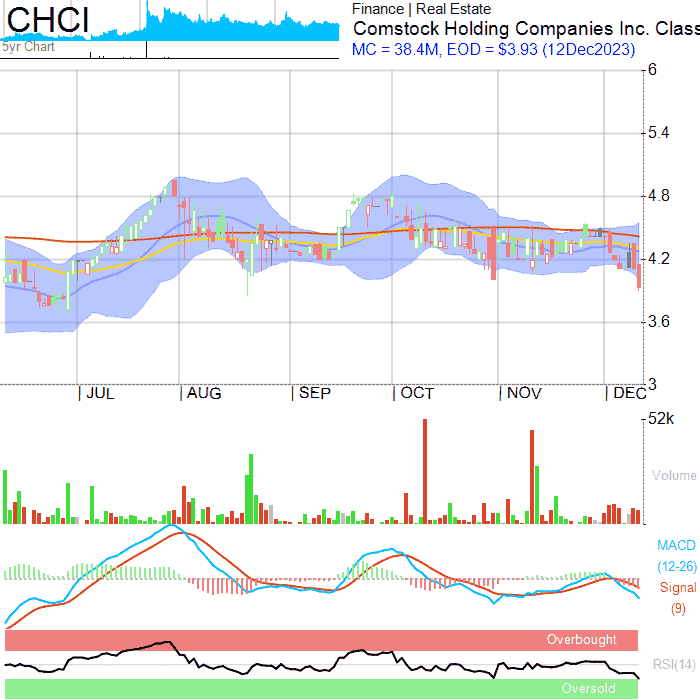 CHCI
5yr Chart
Finance | Real Estate
Comstock Holding Companies Inc. Class
MC = 38.4M, EOD = $3.93 (12Dec2023)
6
5.4
4.8
4.2
3.6
3
| JUL | AUG | SEP | OCT | NOV | DEC
52k
Volume
MACD
(12-26)
Signal
(9)
Overbought
RSI(14)
Oversold